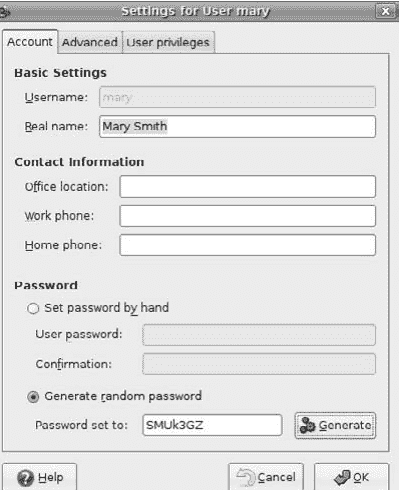 Settings for User mary
Account Advanced User privileges
Basic Settings
Username: mary
Real name: Mary Smith
Contact Information
Office location:
Work phone:
Home phone:
Password
Set password by hand
User password:
Confirmation:
Generate random password
Password set to: SMUk3GZ Generate
Help Cancel OK